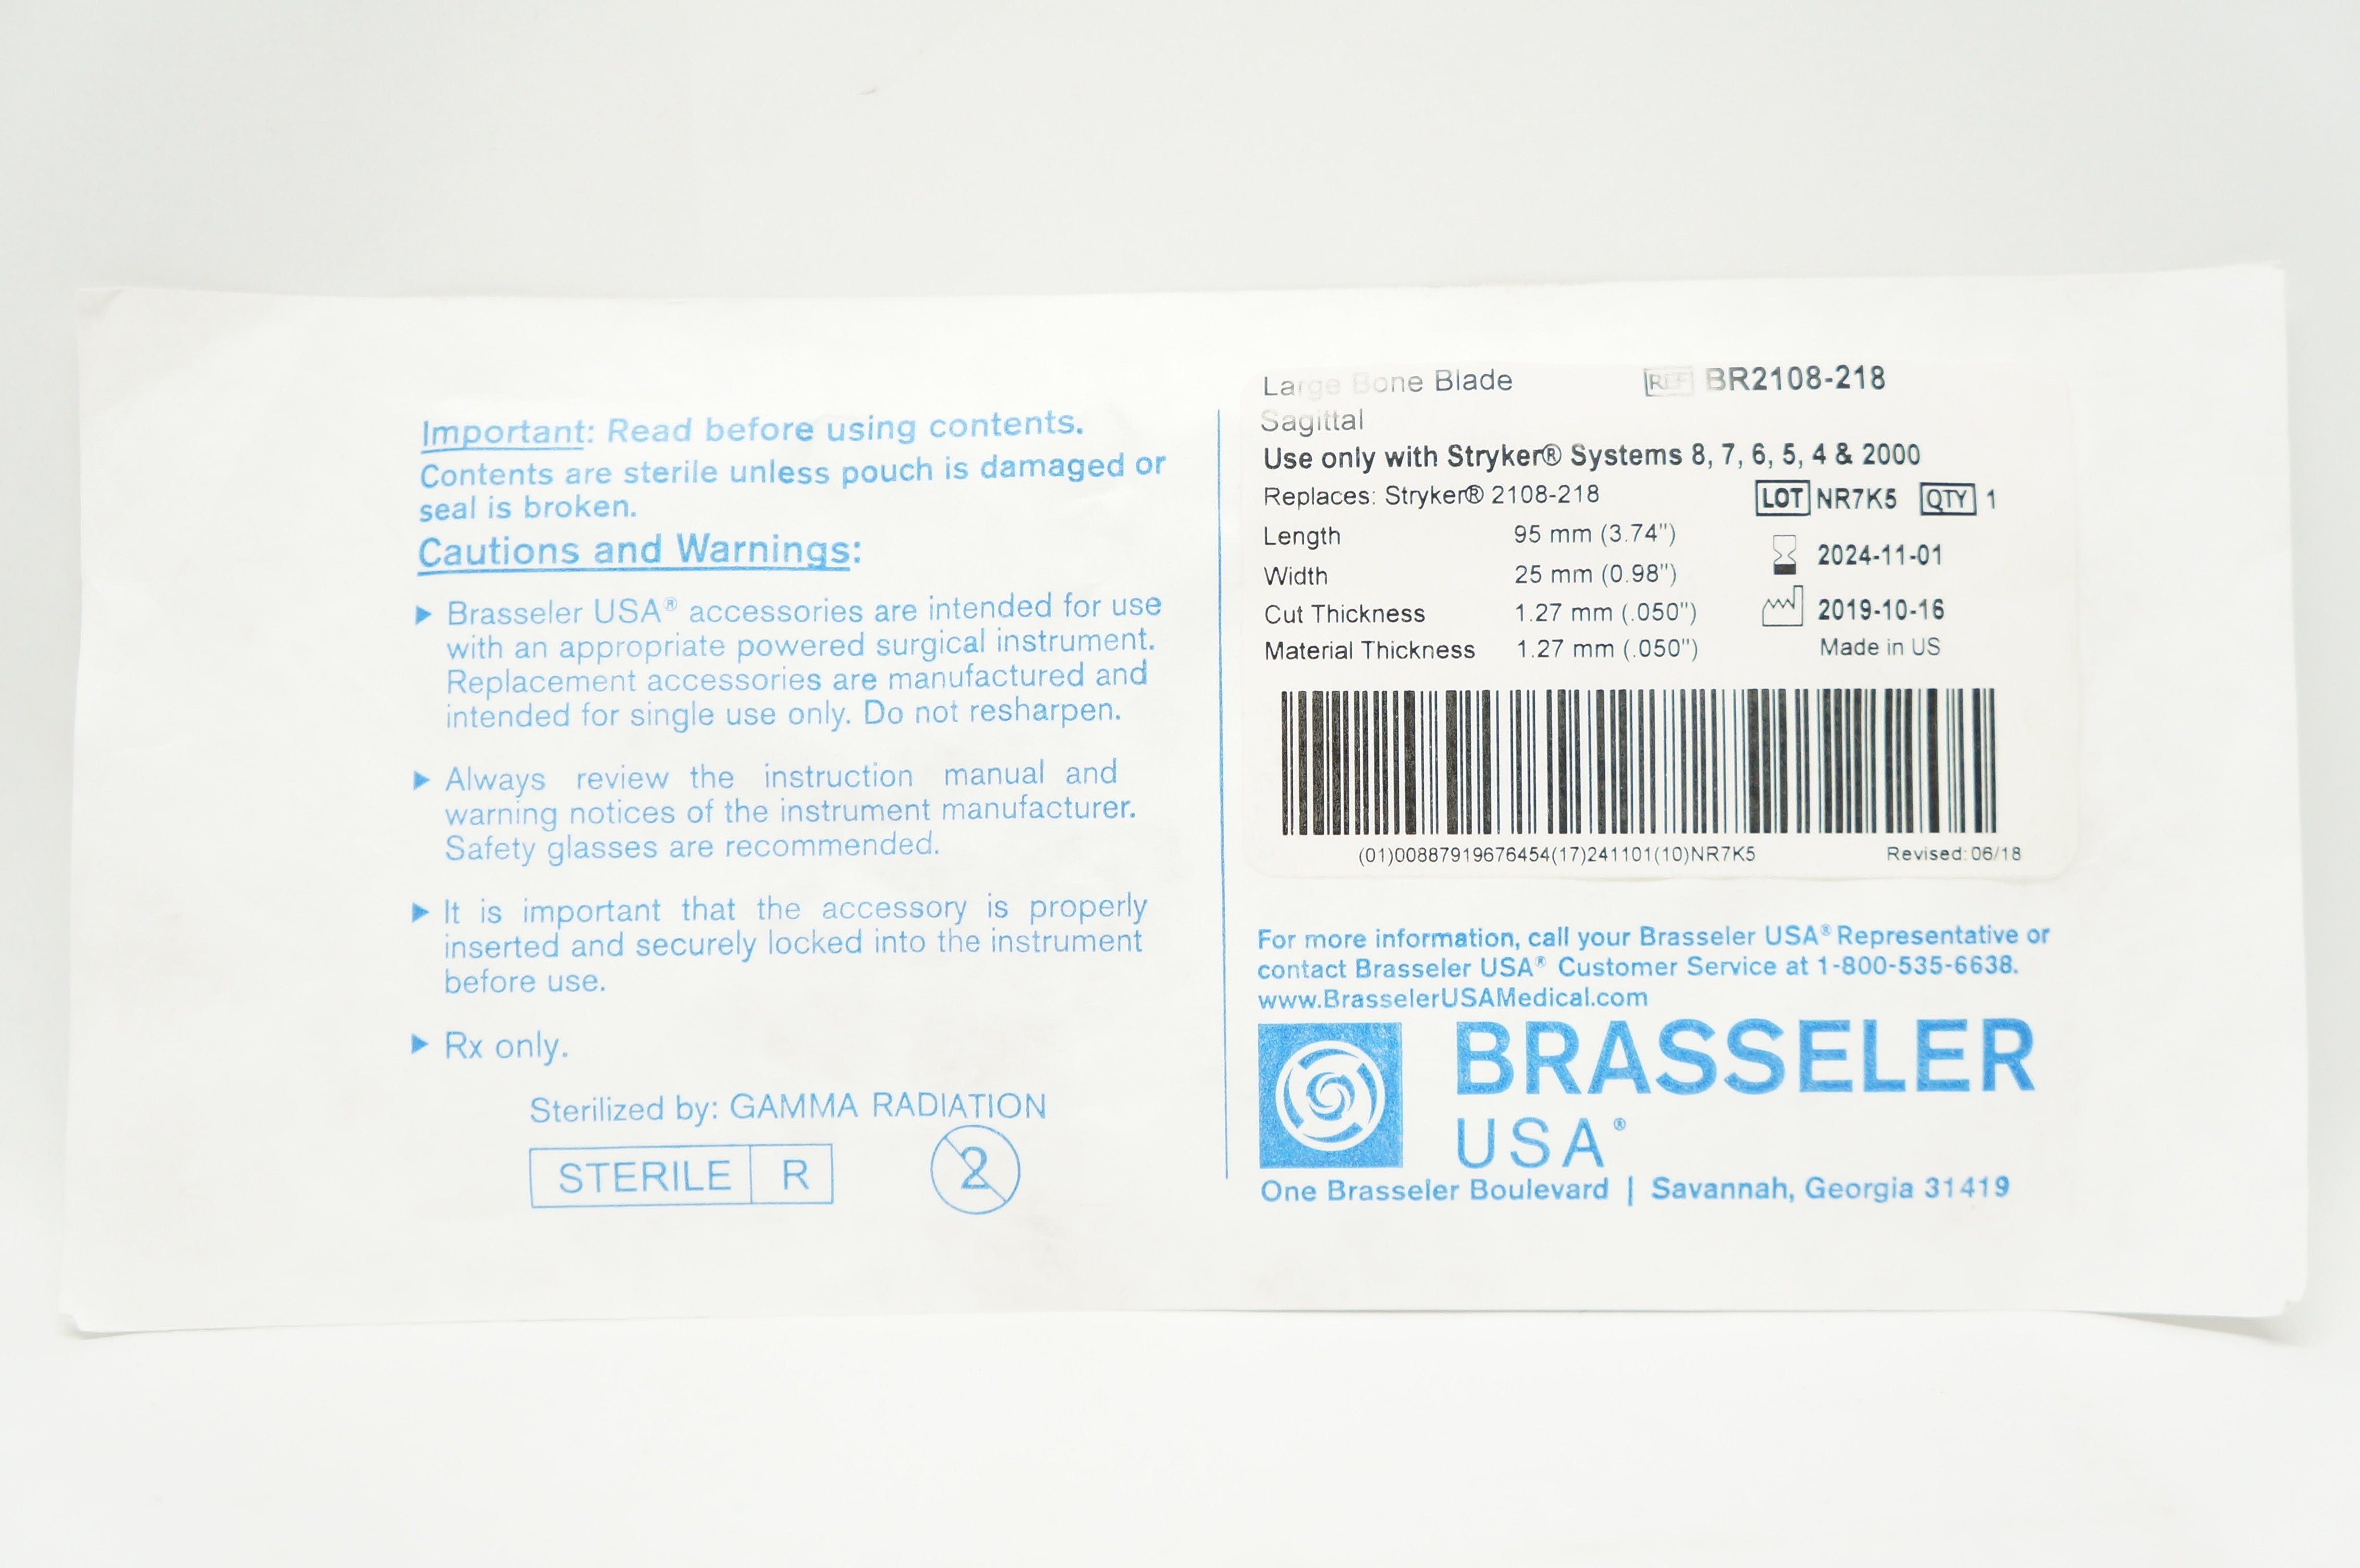 Important: Read before using contents.
Contents are sterile unless pouch is damaged or
seal is broken.
Cautions and Warnings:
▶ Brasseler USA® accessories are intended for use
with an appropriate powered surgical instrument.
Replacement accessories are manufactured and
intended for single use only. Do not resharpen.
▶ Always review the instruction manual and
warning notices of the instrument manufacturer.
Safety glasses are recommended.
▶ It is important that the accessory is properly
inserted and securely locked into the instrument
before use.
▶ Rx only.
Sterilized by: GAMMA RADIATION
STERILE R
2
Large Bone Blade REF BR2108-218
Sagittal
Use only with Stryker® Systems 8, 7, 6, 5, 4 & 2000
Replaces: Stryker® 2108-218 LOT NR7K5 QTY 1
Length 95 mm (3.74")
2024-11-01
Width 25 mm (0.98")
Cut Thickness 1.27 mm (.050") 2019-10-16
Material Thickness 1.27 mm (.050") Made in US
(01)00887919676454(17)241101(10)NR7K5 Revised: 06/18
For more information, call your Brasseler USA® Representative or
contact Brasseler USA® Customer Service at 1-800-535-6638.
www.BrasselerUSAMedical.com
BRASSELER
USA®
One Brasseler Boulevard | Savannah, Georgia 31419